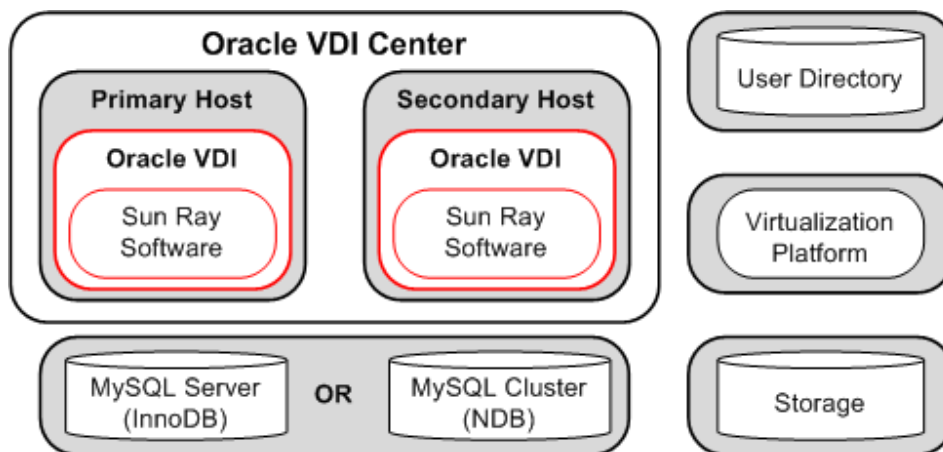 Oracle VDI Center
Primary Host
Oracle VDI
Sun Ray
Software
Secondary Host
Oracle VDI
Sun Ray
Software
MySQL Server
(InnoDB)
OR
MySQL Cluster
(NDB)
User Directory
Virtualization
Platform
Storage